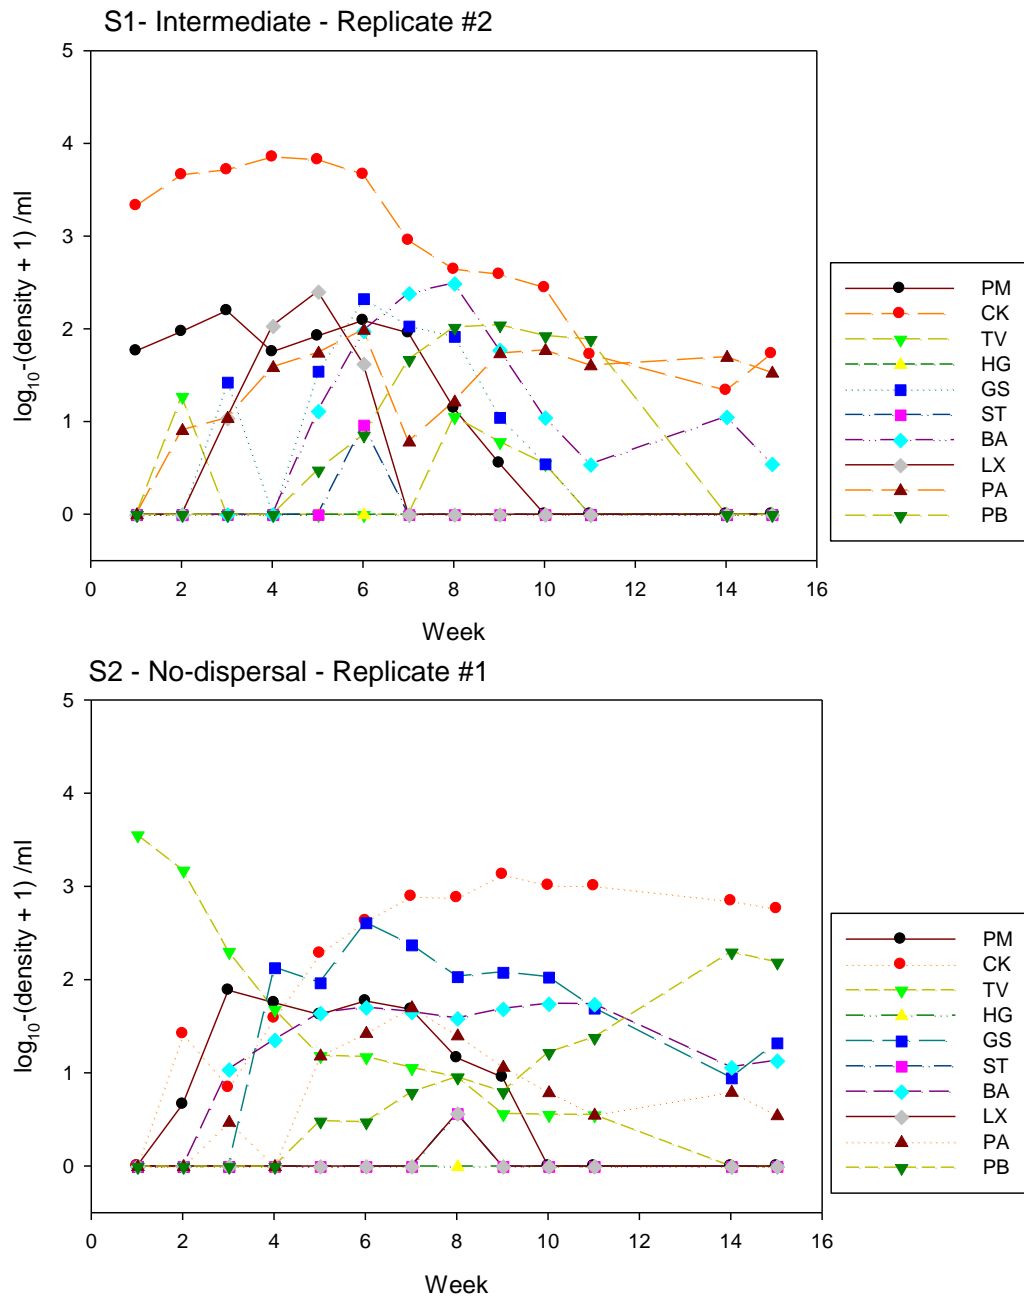 S1- Intermediate - Replicate #2
5
4
3
2
1
0
log10-(density + 1) /ml
0 2 4 6 8 10 12 14 16
Week
PM
CK
TV
HG
GS
ST
BA
LX
PA
PB
S2 - No-dispersal - Replicate #1
5
4
3
2
1
0
log10-(density + 1) /ml
0 2 4 6 8 10 12 14 16
Week
PM
CK
TV
HG
GS
ST
BA
LX
PA
PB